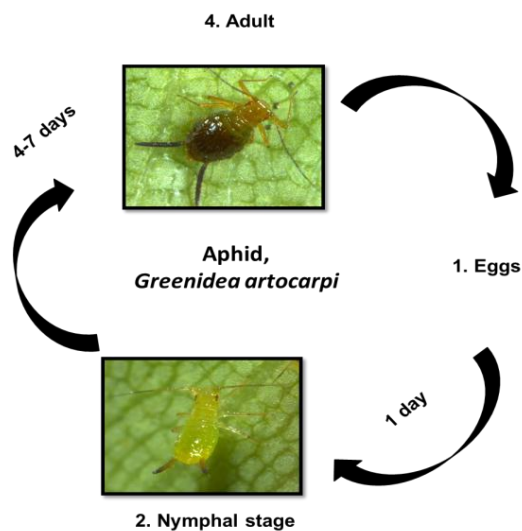 4. Adult
4-7 days
Aphid,
Greenidea artocarpi
1. Eggs
1 day
2. Nymphal stage